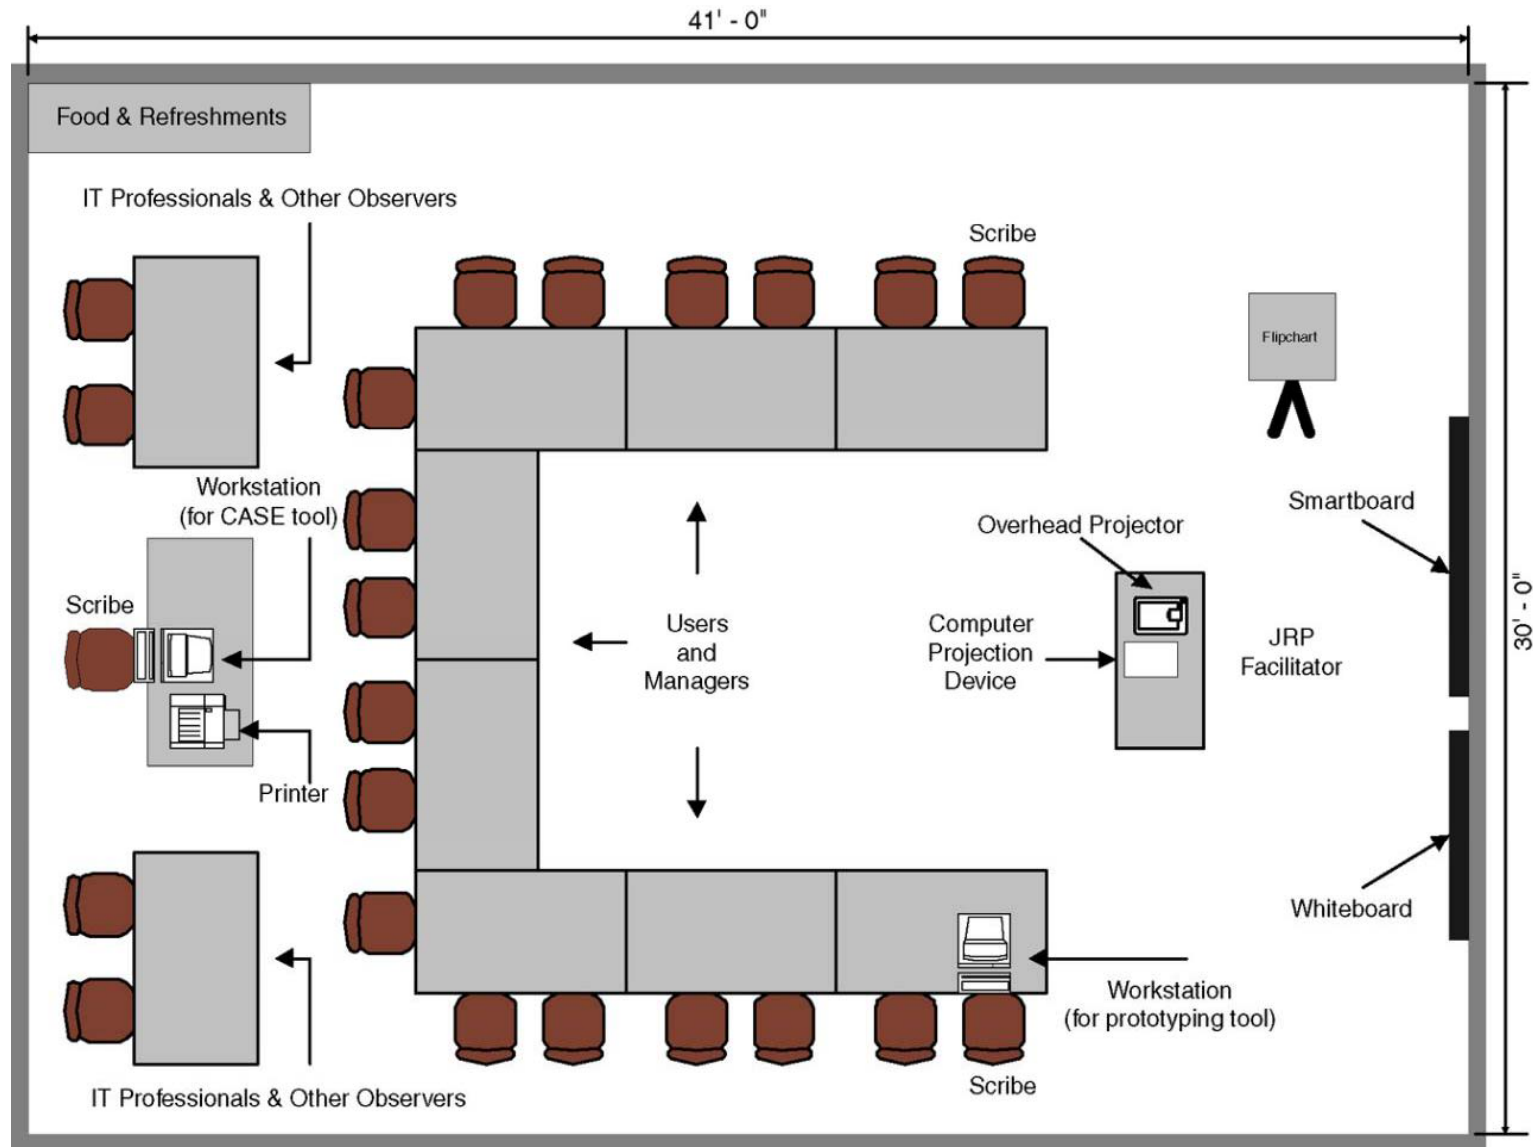 41' - 0"
Food & Refreshments
IT Professionals & Other Observers
Scribe
Flipchart
Workstation
(for CASE tool)
Smartboard
Overhead Projector
30' - 0"
Scribe
Users
and
Managers
Computer
Projection
Device
JRP
Facilitator
Printer
Whiteboard
Workstation
(for prototyping tool)
Scribe
IT Professionals & Other Observers